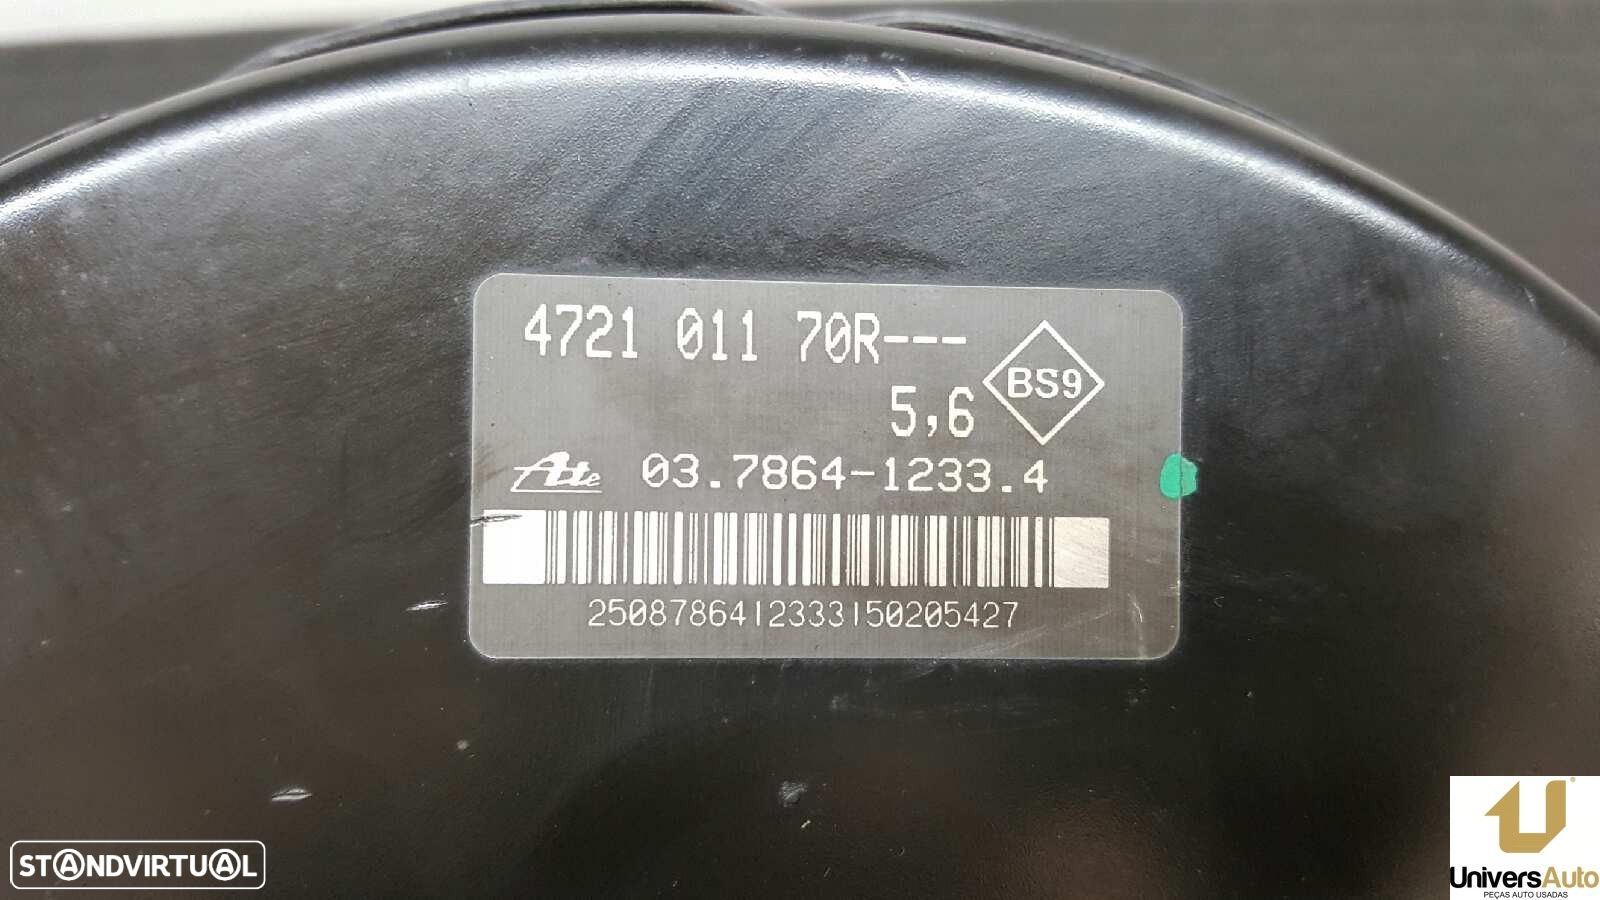 4721 011 70R---
BS9
5,6
Ate 03.7864-1233.4
25087864123331502054​27
STANDVIRTUAL
UniversAuto
PEÇAS AUTO USADAS